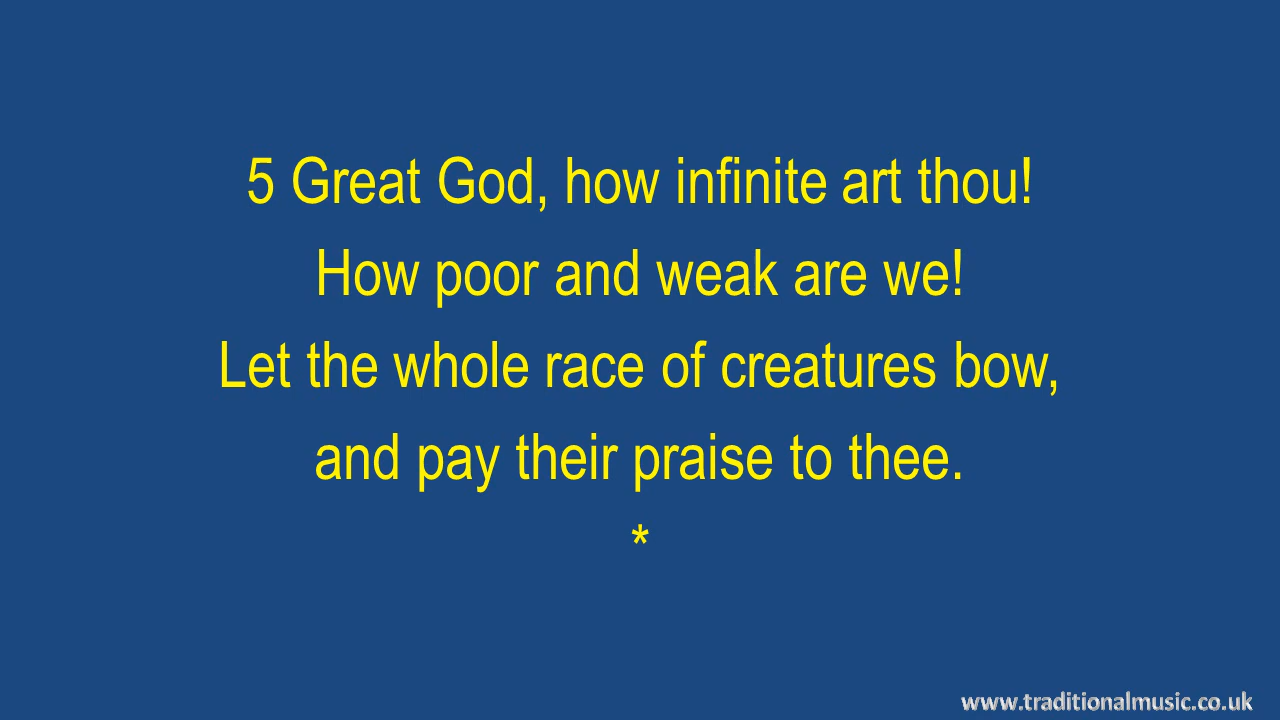 5 Great God, how infinite art thou!
How poor and weak are we!
Let the whole race of creatures bow,
and pay their praise to thee.
*
www.traditionalmusic.co.uk